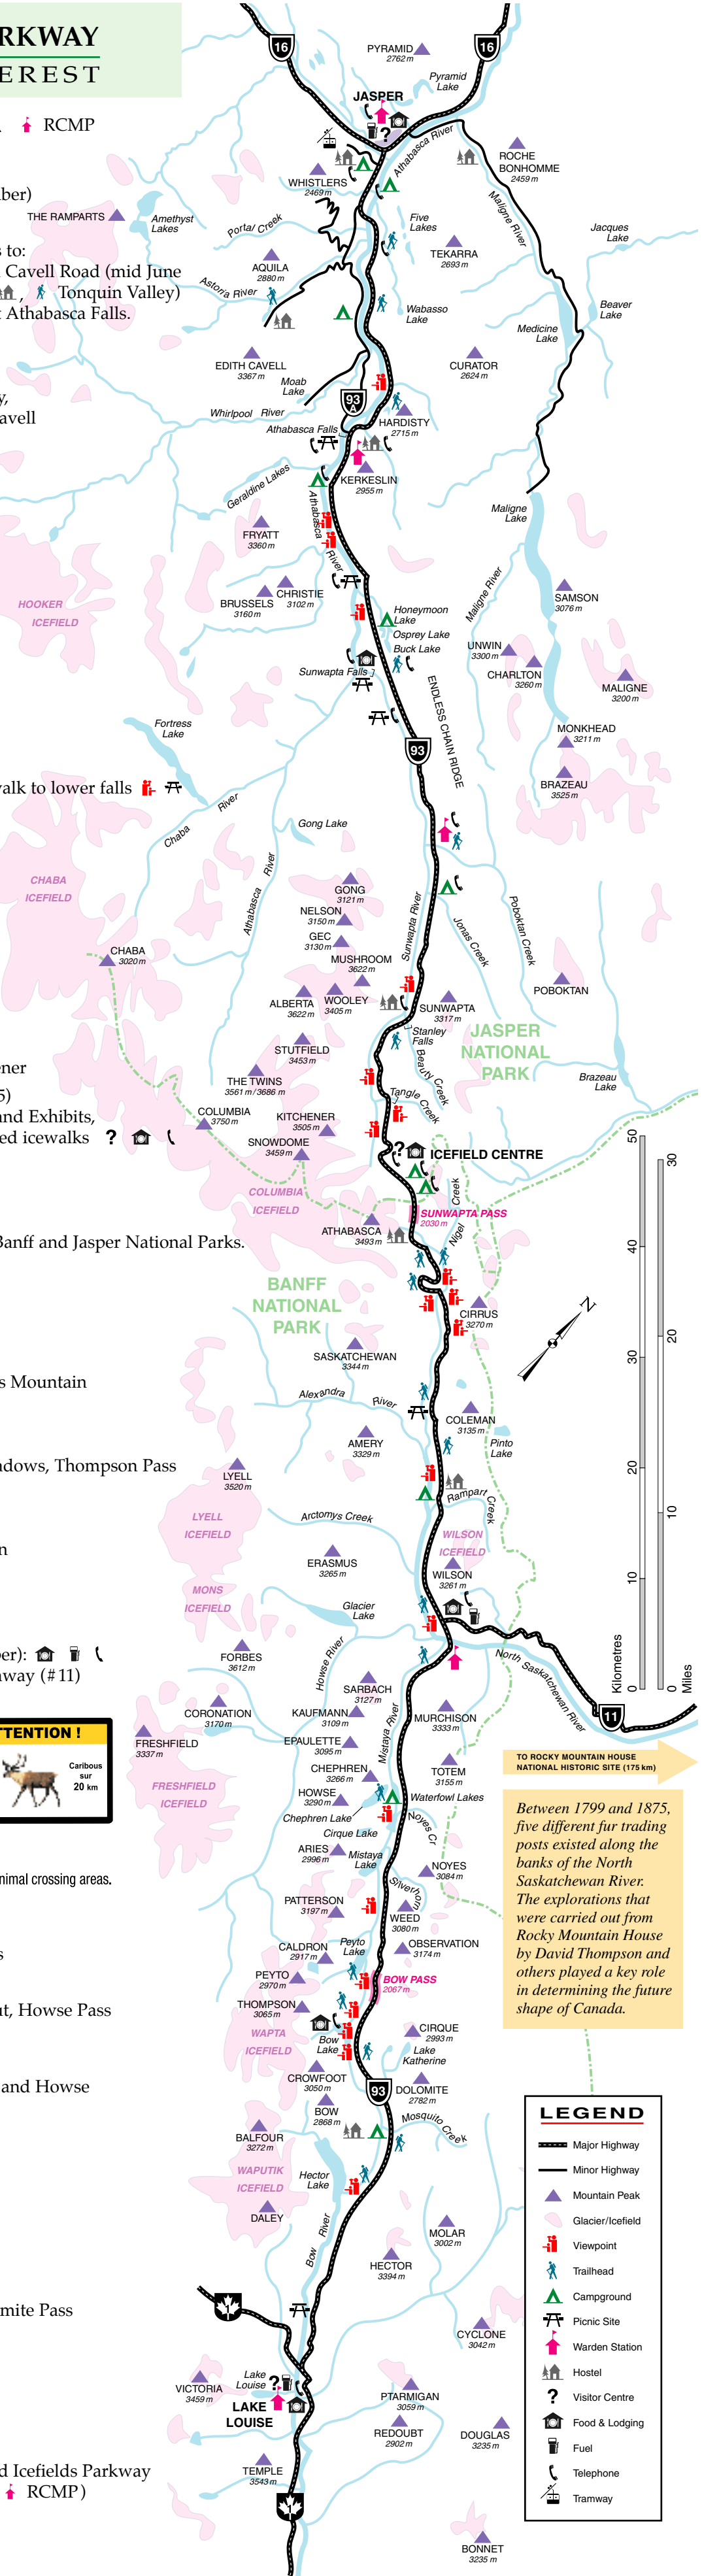 RKWAY
EREST
RCMP
ber)
s to:
Cavell Road (mid June
, Tonquin Valley)
Athabasca Falls.
y,
avell
valk to lower falls
ener
5)
and Exhibits,
ed icewalks ?
Banff and Jasper National Parks.
s Mountain
adows, Thompson Pass
n
ber):
way (#11)
TTENTION !
Caribous
sur
20 km
nimal crossing areas.
s
ut, Howse Pass
and Howse
mite Pass
d Icefields Parkway
RCMP)
16
16
PYRAMID
2762 m
Pyramid
Lake
JASPER
?
Athabasca River
ROCHE
BONHOMME
2459 m
WHISTLERS
2469 m
THE RAMPARTS
Amethyst
Lakes
Portal Creek
Five
Lakes
Maligne River
Jacques
Lake
TEKARRA
2693 m
AQUILA
2880 m
Astoria River
Wabasso
Lake
Beaver
Lake
Medicine
Lake
EDITH CAVELL
3367 m
CURATOR
2624 m
Moab
Lake
93
A
Whirlpool River
HARDISTY
2715 m
Athabasca Falls
KERKESLIN
2955 m
Geraldine Lakes
Athabasca
River
Maligne
Lake
FRYATT
3360 m
CHRISTIE
3102 m
BRUSSELS
3160 m
HOOKER
ICEFIELD
Maligne River
SAMSON
3076 m
Honeymoon
Lake
Osprey Lake
Buck Lake
UNWIN
3300 m
CHARLTON
3260 m
MALIGNE
3200 m
Sunwapta Falls
ENDLESS CHAIN RIDGE
Fortress
Lake
MONKHEAD
3211 m
93
BRAZEAU
3525 m
Chaba
River
Gong Lake
Athabasca
River
CHABA
ICEFIELD
GONG
3121 m
NELSON
3150 m
GEC
3130 m
MUSHROOM
3622 m
Sunwapta River
Jonas Creek
Poboktan Creek
CHABA
3020 m
ALBERTA
3622 m
WOOLEY
3405 m
SUNWAPTA
3317 m
POBOKTAN
STUTFIELD
3453 m
Stanley
Falls
Beauty Creek
JASPER
NATIONAL
PARK
THE TWINS
3561 m / 3686 m
Tangle Creek
Brazeau
Lake
COLUMBIA
3750 m
KITCHENER
3505 m
SNOWDOME
3459 m
?
ICEFIELD CENTRE
COLUMBIA
ICEFIELD
SUNWAPTA PASS
2030 m
ATHABASCA
3493 m
Nigel
Creek
BANFF
NATIONAL
PARK
CIRRUS
3270 m
N
SASKATCHEWAN
3344 m
Alexandra
River
COLEMAN
3135 m
AMERY
3329 m
Pinto
Lake
LYELL
3520 m
Rampart
Creek
LYELL
ICEFIELD
Arctomys Creek
WILSON
ICEFIELD
ERASMUS
3265 m
WILSON
3261 m
MONS
ICEFIELD
Glacier
Lake
FORBES
3612 m
Howse River
North Saskatchewan River
50
40
30
20
10
0
Kilometres
30
20
10
0
Miles
11
SARBACH
3127 m
CORONATION
3170 m
KAUFMANN
3109 m
Mistaya River
MURCHISON
3333 m
FRESHFIELD
3337 m
EPAULETTE
3095 m
CHEPHREN
3266 m
TOTEM
3155 m
FRESHFIELD
ICEFIELD
HOWSE
3290 m
Chephren Lake
Waterfowl Lakes
Cirque Lake
Noyes Cr
ARIES
2996 m
Mistaya
Lake
NOYES
3084 m
Silverhorn
PATTERSON
3197 m
WEED
3080 m
CALDRON
2917 m
Peyto
Lake
OBSERVATION
3174 m
PEYTO
2970 m
BOW PASS
2067 m
THOMPSON
3065 m
WAPTA
ICEFIELD
Bow
Lake
CIRQUE
2993 m
Lake
Katherine
CROWFOOT
3050 m
93
DOLOMITE
2782 m
BOW
2868 m
Mosquito Creek
BALFOUR
3272 m
WAPUTIK
ICEFIELD
Hector
Lake
DALEY
MOLAR
3002 m
Bow
River
HECTOR
3394 m
1
CYCLONE
3042 m
VICTORIA
3459 m
Lake
Louise
?
LAKE
LOUISE
PTARMIGAN
3059 m
REDOUBT
2902 m
DOUGLAS
3235 m
TEMPLE
3543 m
1
BONNET
3235 m
TO ROCKY MOUNTAIN HOUSE
NATIONAL HISTORIC SITE (175 km)
Between 1799 and 1875,
five different fur trading
posts existed along the
banks of the North
Saskatchewan River.
The explorations that
were carried out from
Rocky Mountain House
by David Thompson and
others played a key role
in determining the future
shape of Canada.
LEGEND
Major Highway
Minor Highway
Mountain Peak
Glacier/Icefield
Viewpoint
Trailhead
Campground
Picnic Site
Warden Station
Hostel
? Visitor Centre
Food & Lodging
Fuel
Telephone
Tramway